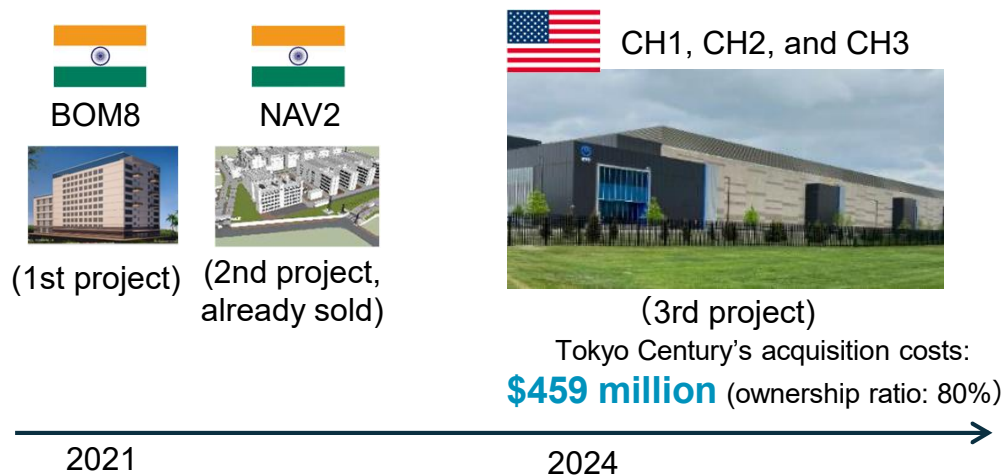 BOM8
(1st project)
NAV2
(2nd project,
already sold)
CH1, CH2, and CH3
(3rd project)
Tokyo Century’s acquisition costs:
$459 million (ownership ratio: 80%)
2021
2024